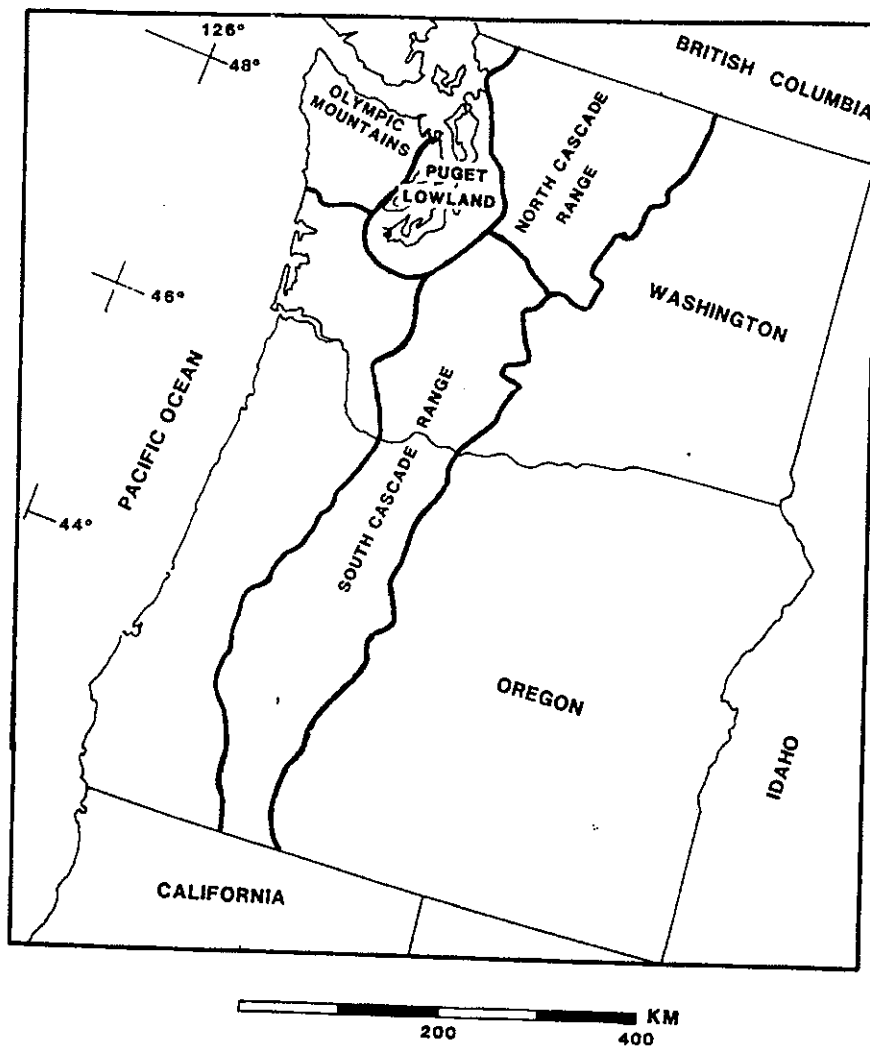 126°
48°
BRITISH COLUMBIA
OLYMPIC
MOUNTAINS
NORTH CASCADE
RANGE
PUGET
LOWLAND
46°
WASHINGTON
PACIFIC OCEAN
SOUTH CASCADE RANGE
44°
OREGON
IDAHO
CALIFORNIA
KM
200
400